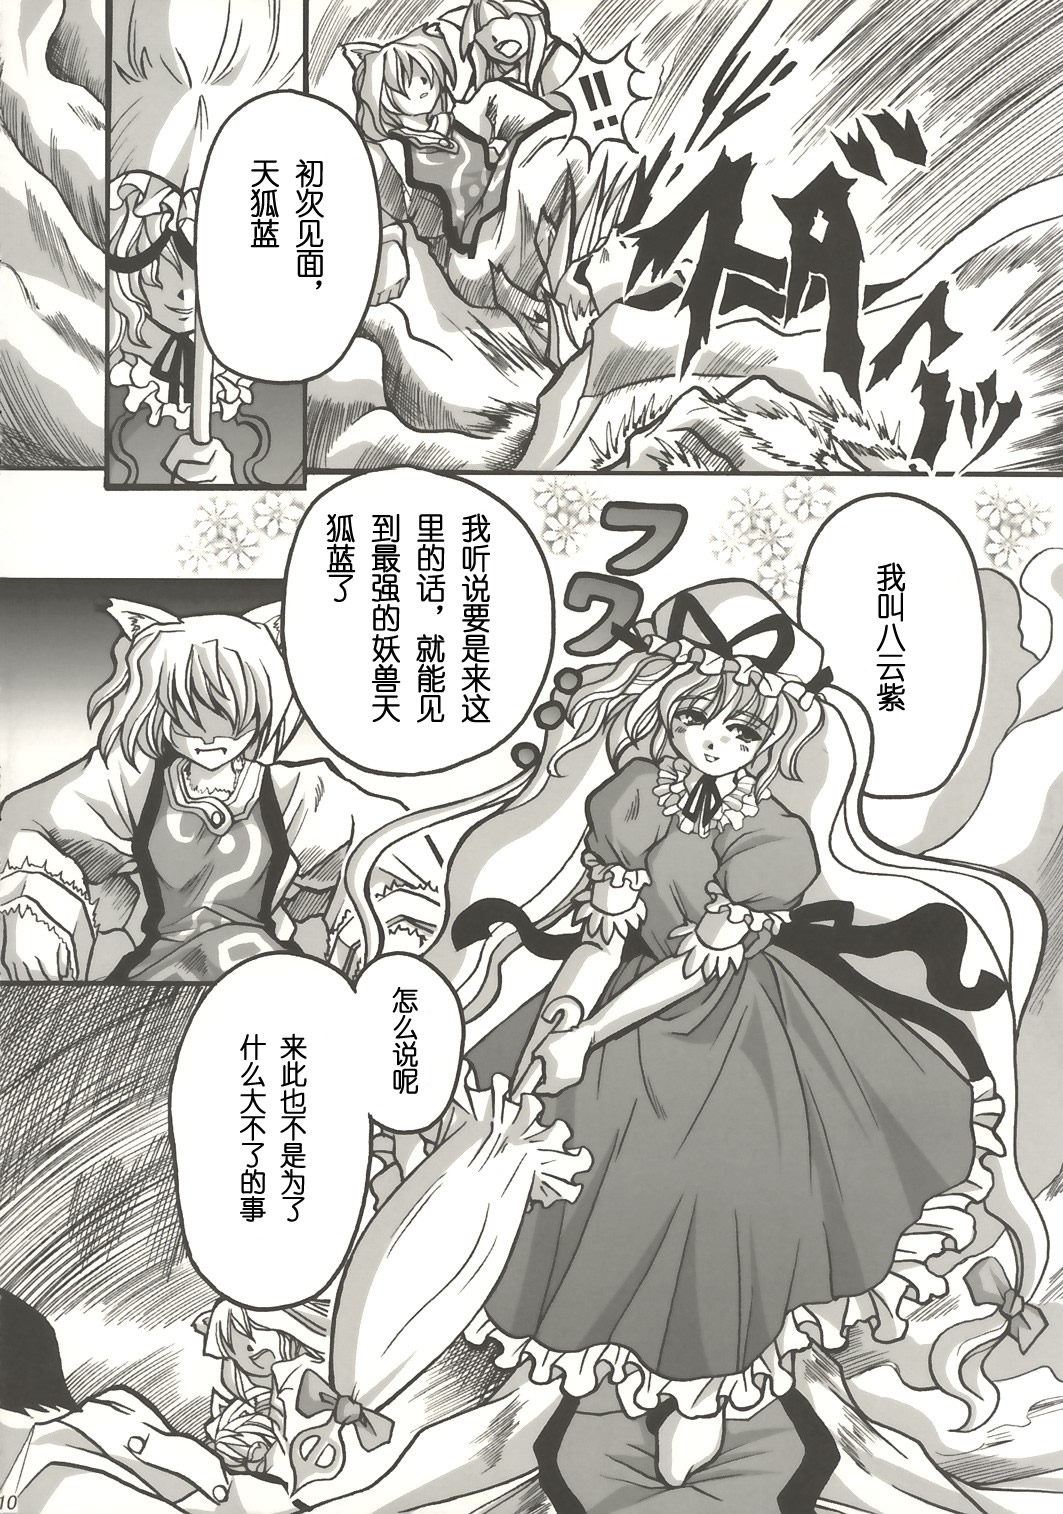 ドドドッ
初次见面，
天狐蓝
我叫八云紫
フワ
我听说要是来这
里的话，就能见
到最强的妖兽天
狐蓝了
怎么说呢
来此也不是为了
什么大不了的事
!!
10